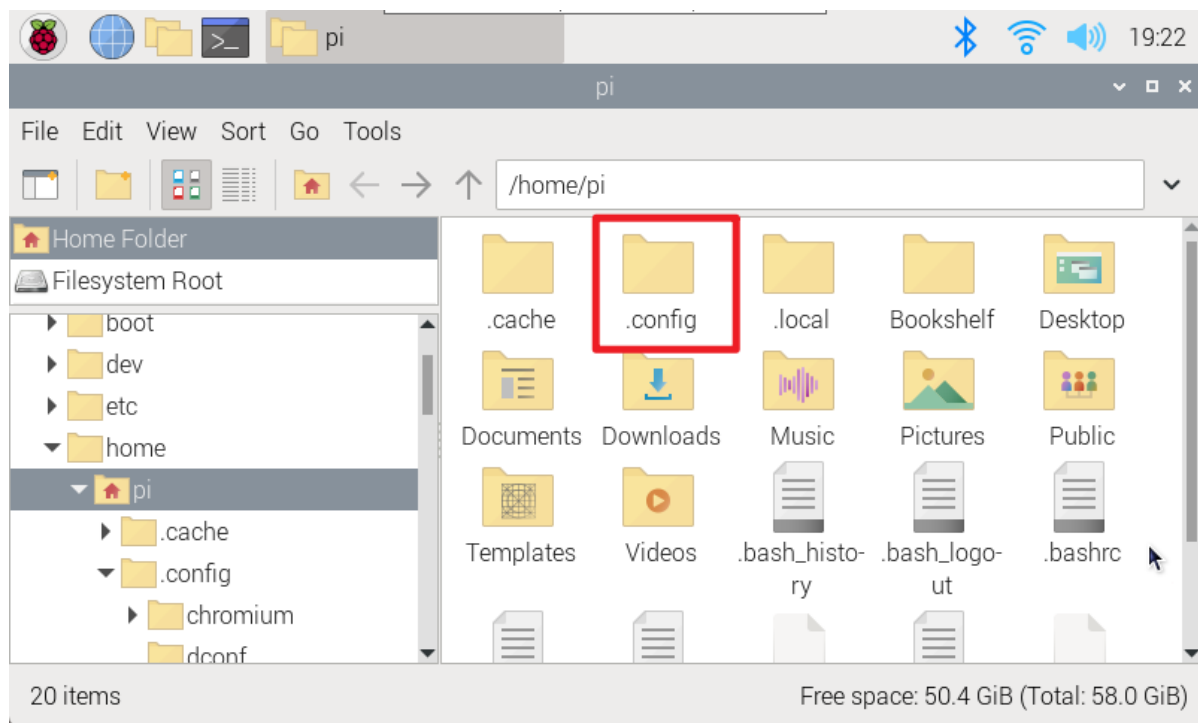 pi
19:22
pi
File Edit View Sort Go Tools
/home/pi
Home Folder
Filesystem Root
boot
dev
etc
home
pi
.cache
.config
chromium
dconf
.cache .config .local Bookshelf Desktop
Documents Downloads Music Pictures Public
Templates Videos .bash_histo- .bash_logo- .bashrc
ry ut
20 items Free space: 50.4 GiB (Total: 58.0 GiB)